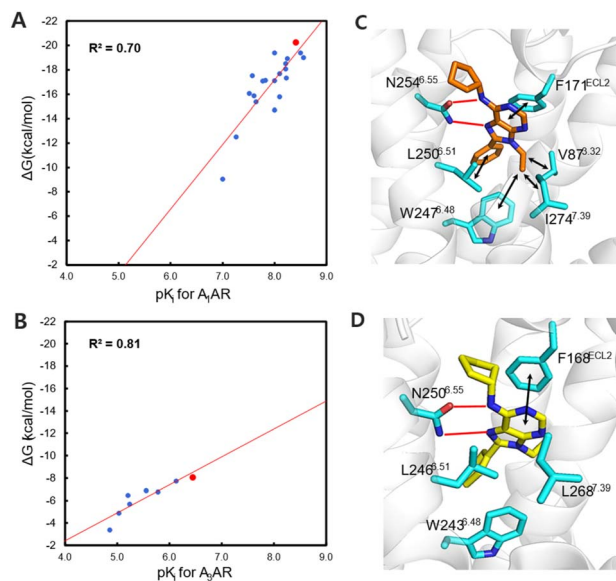 A
R² = 0.70
ΔG(kcal/mol)
-22
-20
-18
-16
-14
-12
-10
-8
-6
-4
-2
4.0 5.0 6.0 7.0 8.0 9.0
pKi for A1AR
B
R² = 0.81
ΔG (kcal/mol)
-22
-20
-18
-16
-14
-12
-10
-8
-6
-4
-2
4.0 5.0 6.0 7.0 8.0 9.0
pKi for A3AR
C
N254^6.55
F171^ECL2
L250^6.51
V87^3.32
W247^6.48
I274^7.39
D
F168^ECL2
N250^6.55
L246^6.51
L268^7.39
W243^6.48